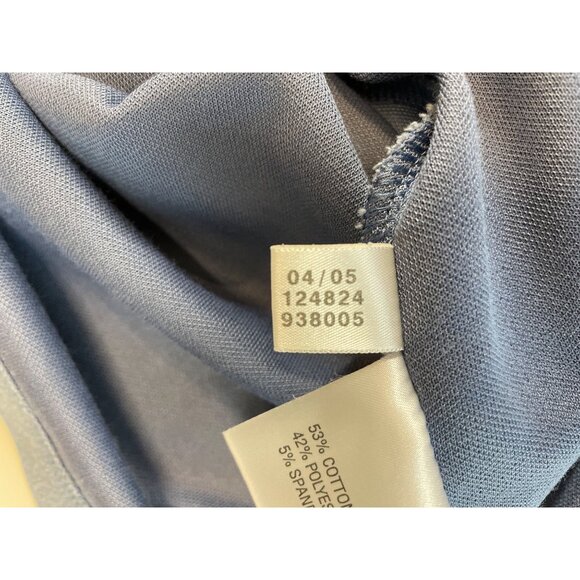 04/05
124824
938005
53% COTTON
42% POLYES
5% SPAN